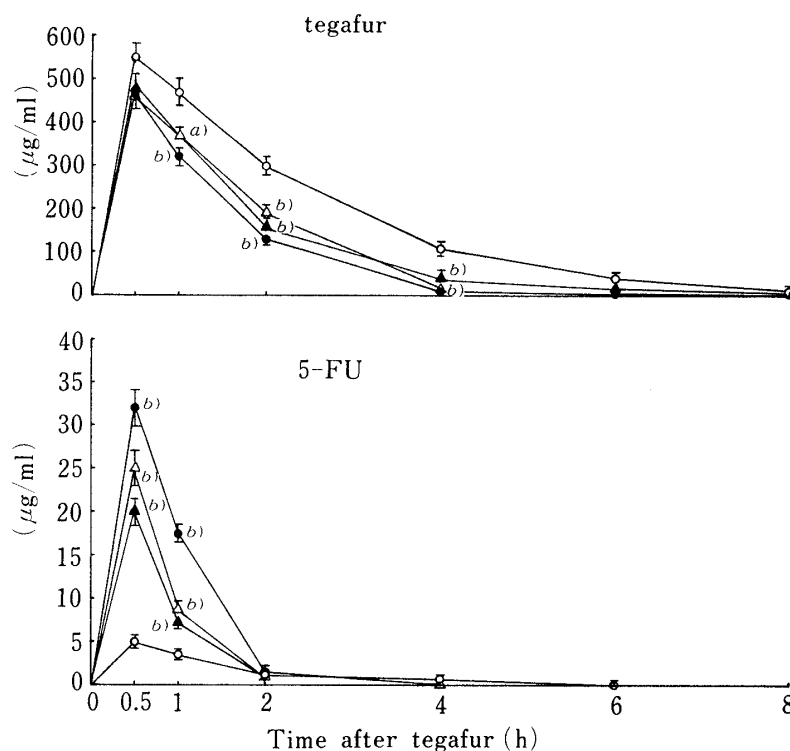 tegafur
(μg/ml)
600
500
400
300
200
100
0
a)
b)
b)
b)
b)
b)
b)
5-FU
(μg/ml)
40
35
30
25
20
15
10
5
0
b)
b)
b)
b)
b)
b)
0 0.5 1 2 4 6 8
Time after tegafur (h)